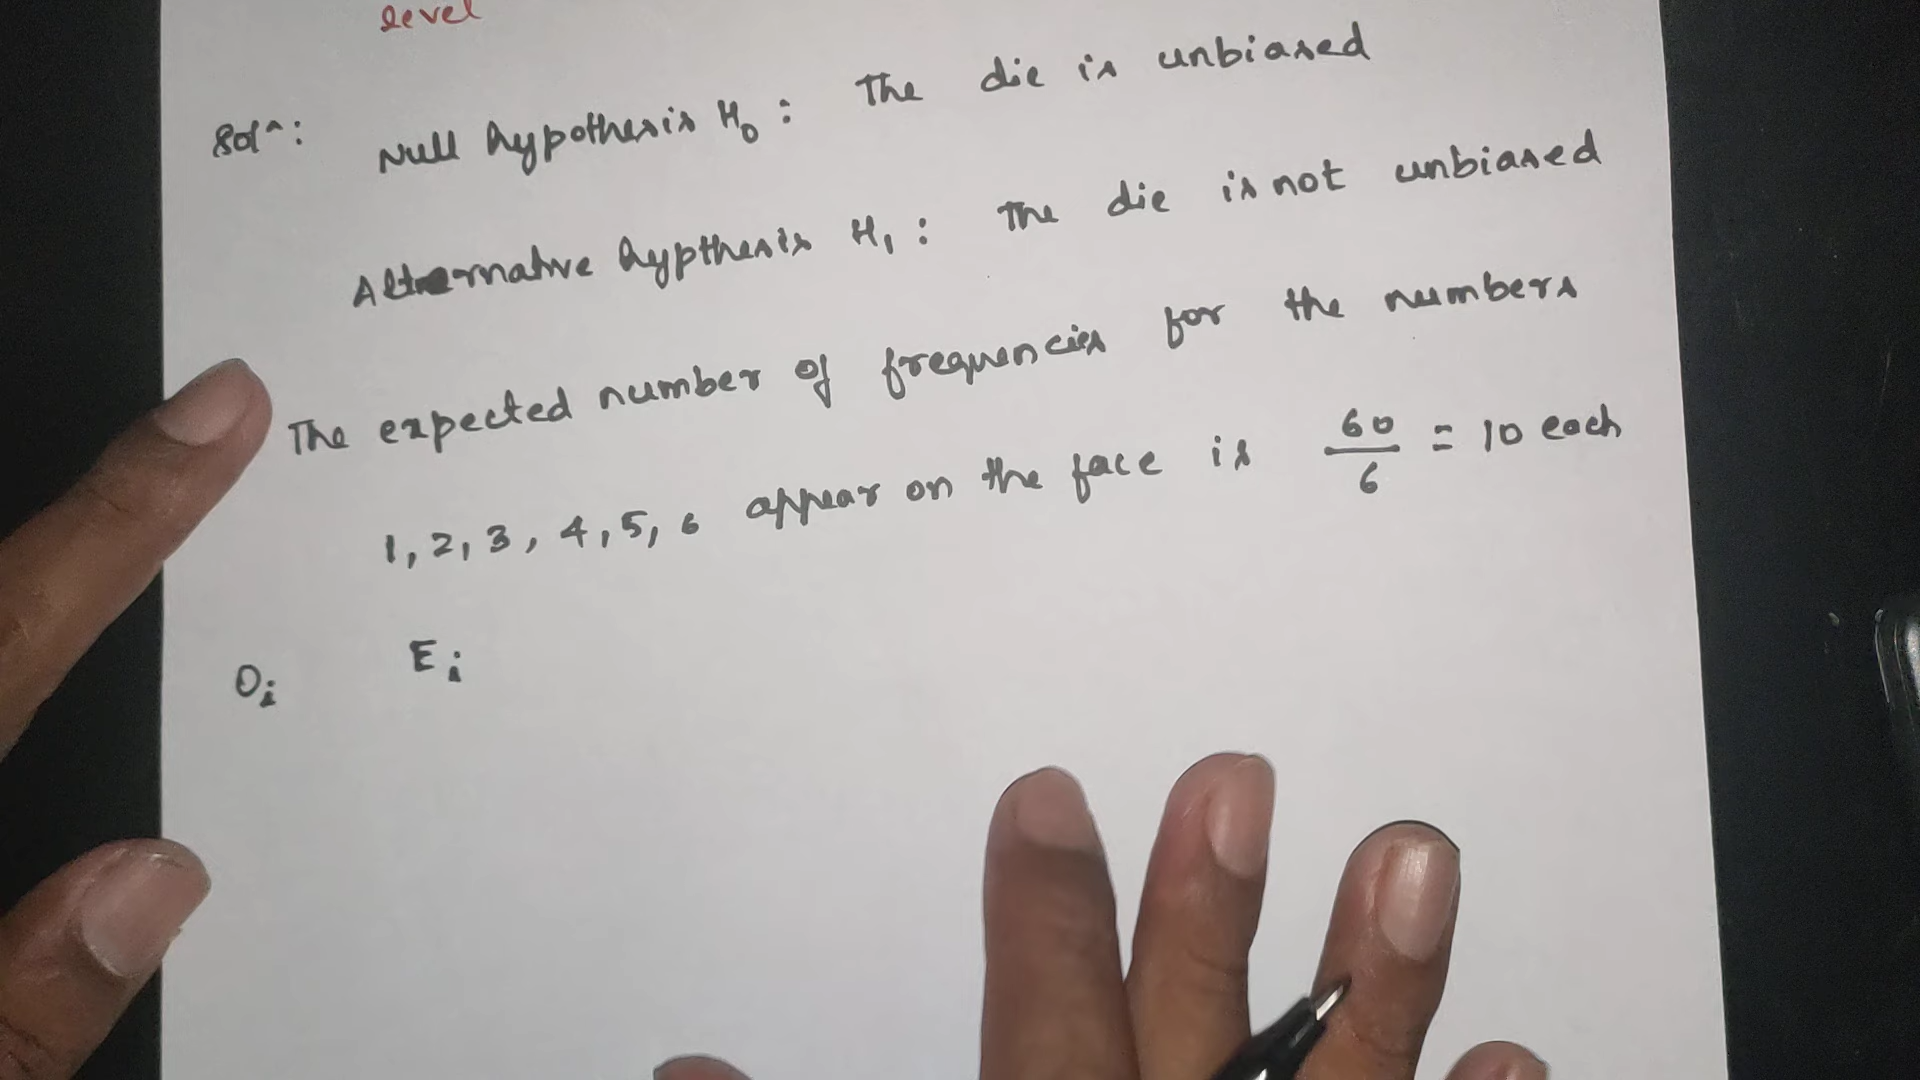 level
Soln: Null hypothesis H₀: The die is unbiased
Alternative hypthesis H₁: The die is not unbiased
The expected number of frequencies for the numbers
1, 2, 3, 4, 5, 6 appear on the face is 60/6 = 10 each
Oᵢ Eᵢ